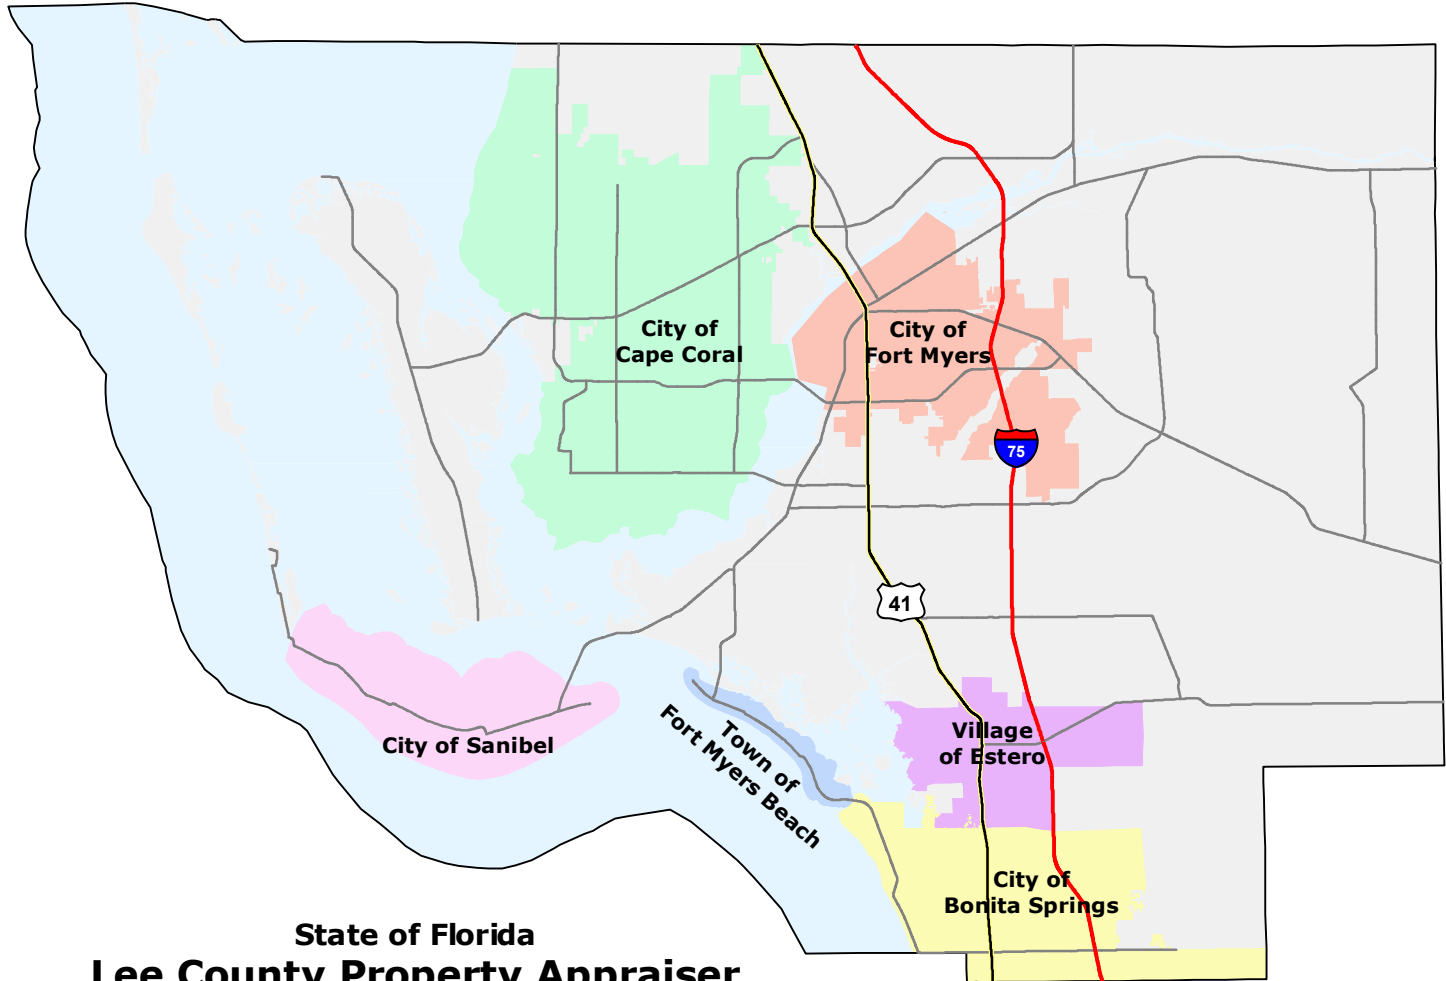 City of
Cape Coral
City of
Fort Myers
75
41
City of Sanibel
Town of
Fort Myers Beach
Village
of Estero
City of
Bonita Springs
State of Florida
Lee County Property Appraiser